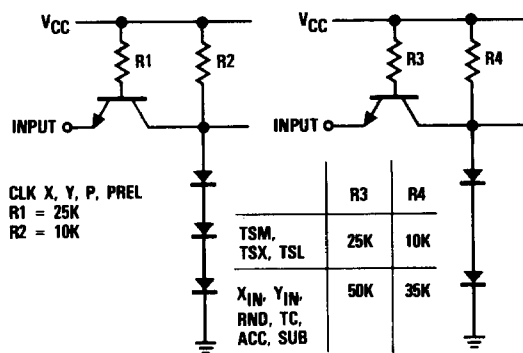 VCC
R1
R2
INPUT
CLK X, Y, P, PREL
R1 = 25K
R2 = 10K
VCC
R3
R4
INPUT
R3 R4
TSM, TSX, TSL 25K 10K
XIN, YIN, RND, TC, ACC, SUB 50K 35K